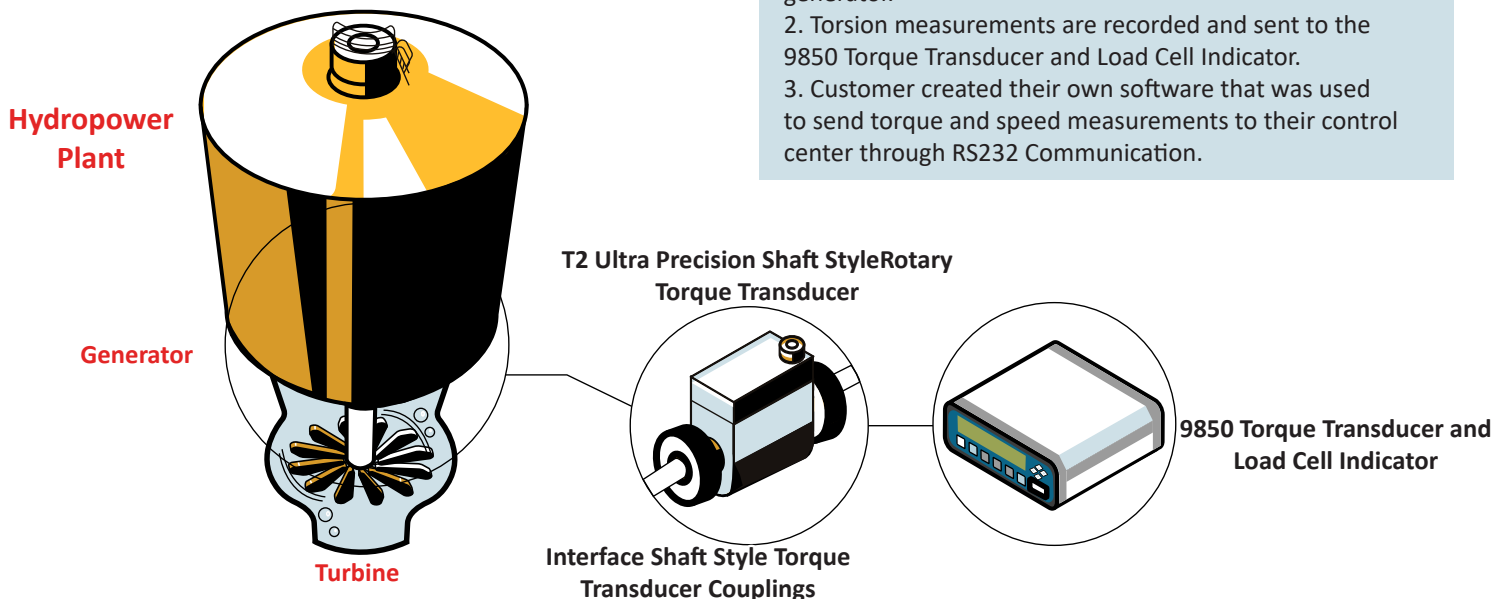 generator.
2. Torsion measurements are recorded and sent to the
9850 Torque Transducer and Load Cell Indicator.
3. Customer created their own software that was used
to send torque and speed measurements to their control
center through RS232 Communication.
Hydropower
Plant
T2 Ultra Precision Shaft StyleRotary
Torque Transducer
Generator
9850 Torque Transducer and
Load Cell Indicator
Interface Shaft Style Torque
Transducer Couplings
Turbine